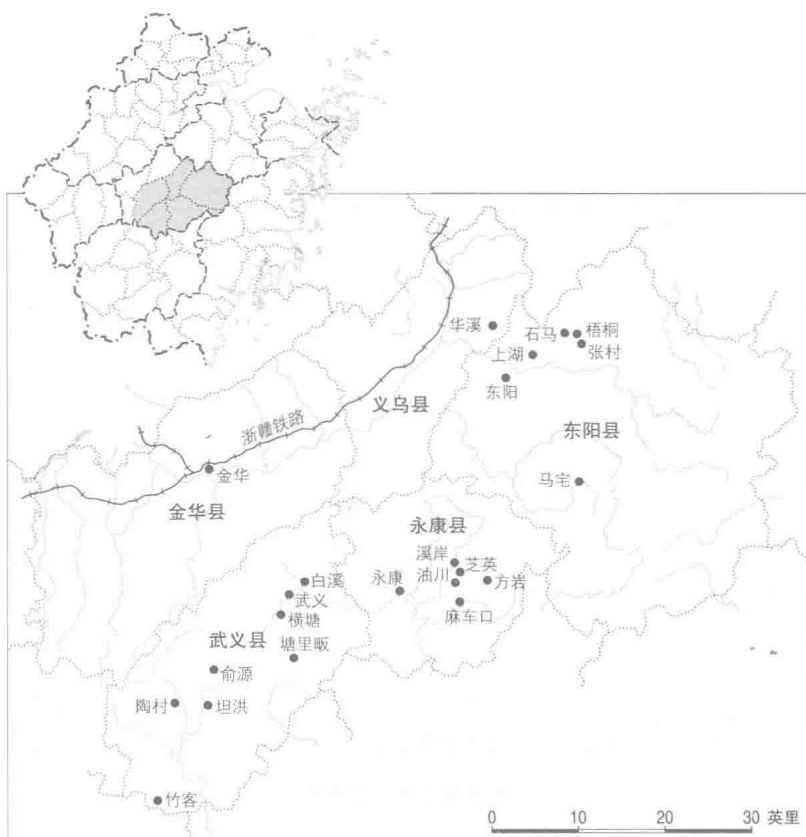 华溪
石马
梧桐
上湖
张村
东阳
义乌县
浙赣铁路
东阳县
金华
马宅
金华县
永康县
溪岸
芝英
白溪
永康
油川
方岩
武义
麻车口
横塘
武义县
塘里畈
俞源
陶村
坦洪
竹客
0 10 20 30 英里